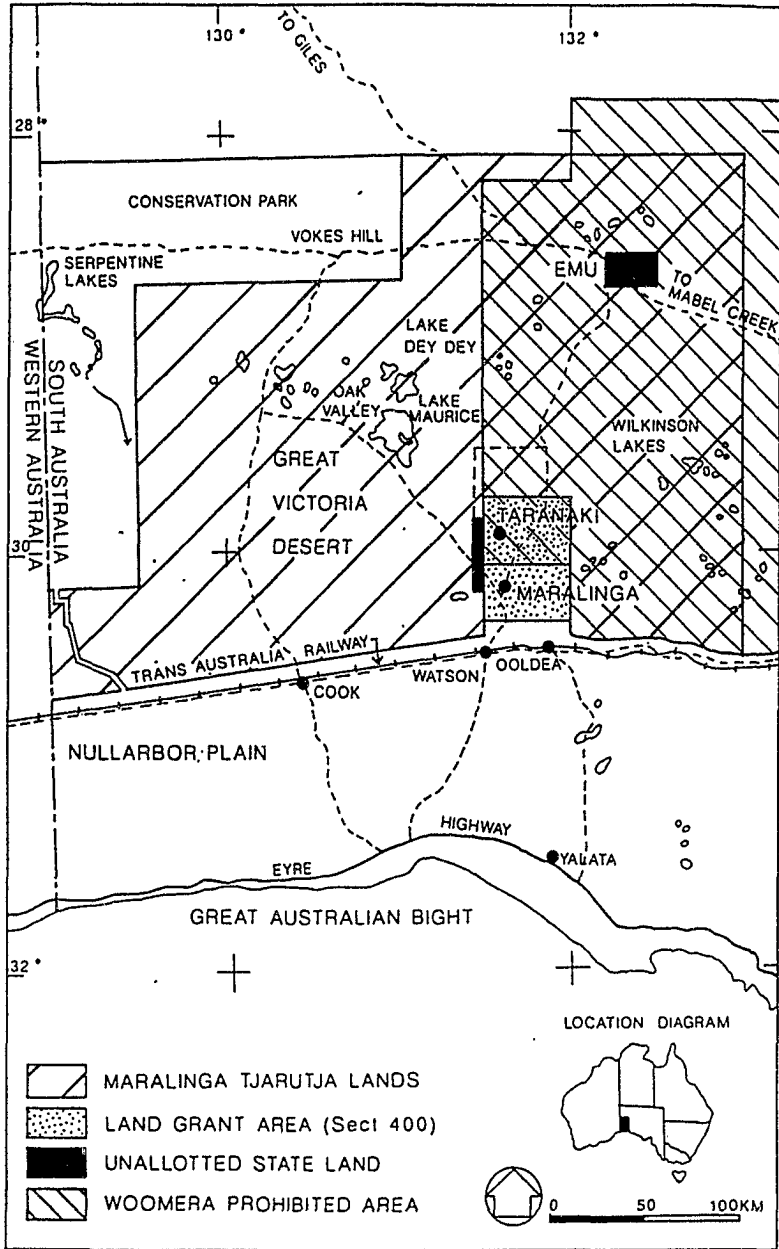 130°
132°
TO GILES
28°
CONSERVATION PARK
VOKES HILL
SERPENTINE
LAKES
EMU
TO
MABEL CREEK
LAKE
DEY DEY
SOUTH AUSTRALIA
WESTERN AUSTRALIA
OAK
VALLEY
LAKE
MAURICE
WILKINSON
LAKES
GREAT
VICTORIA
DESERT
TARANAKI
30
MARALINGA
TRANS AUSTRALIA RAILWAY
WATSON
OOLDEA
COOK
NULLARBOR PLAIN
EYRE HIGHWAY
YALATA
GREAT AUSTRALIAN BIGHT
32°
LOCATION DIAGRAM
MARALINGA TJARUTJA LANDS
LAND GRANT AREA (Sect 400)
UNALLOTTED STATE LAND
WOOMERA PROHIBITED AREA
0 50 100KM